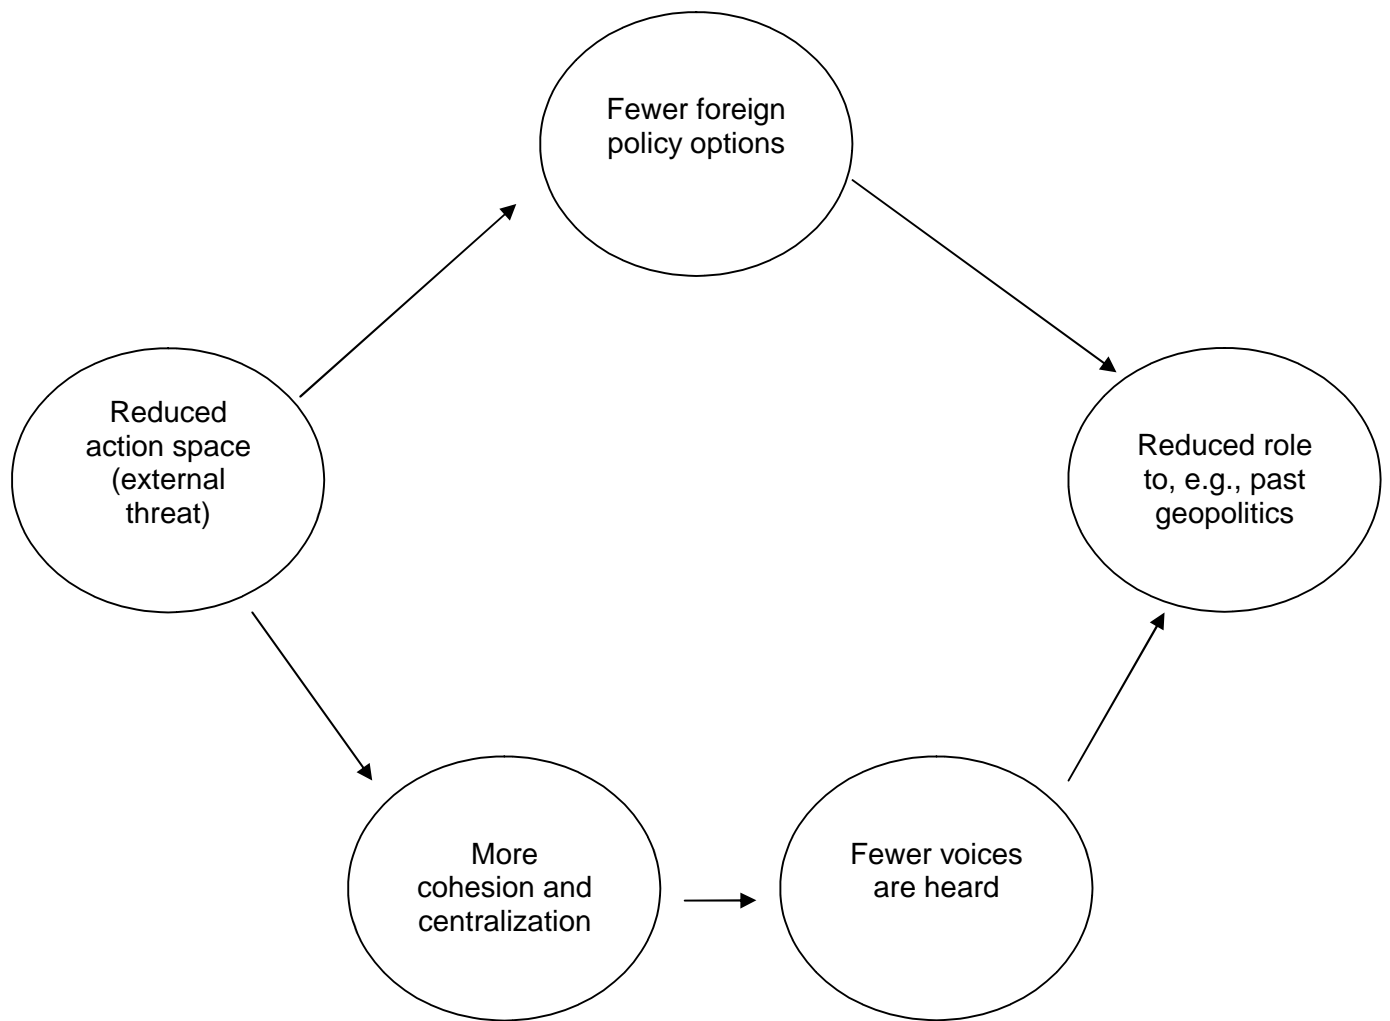 Fewer foreign
policy options
Reduced
action space
(external
threat)
Reduced role
to, e.g., past
geopolitics
More
cohesion and
centralization
Fewer voices
are heard